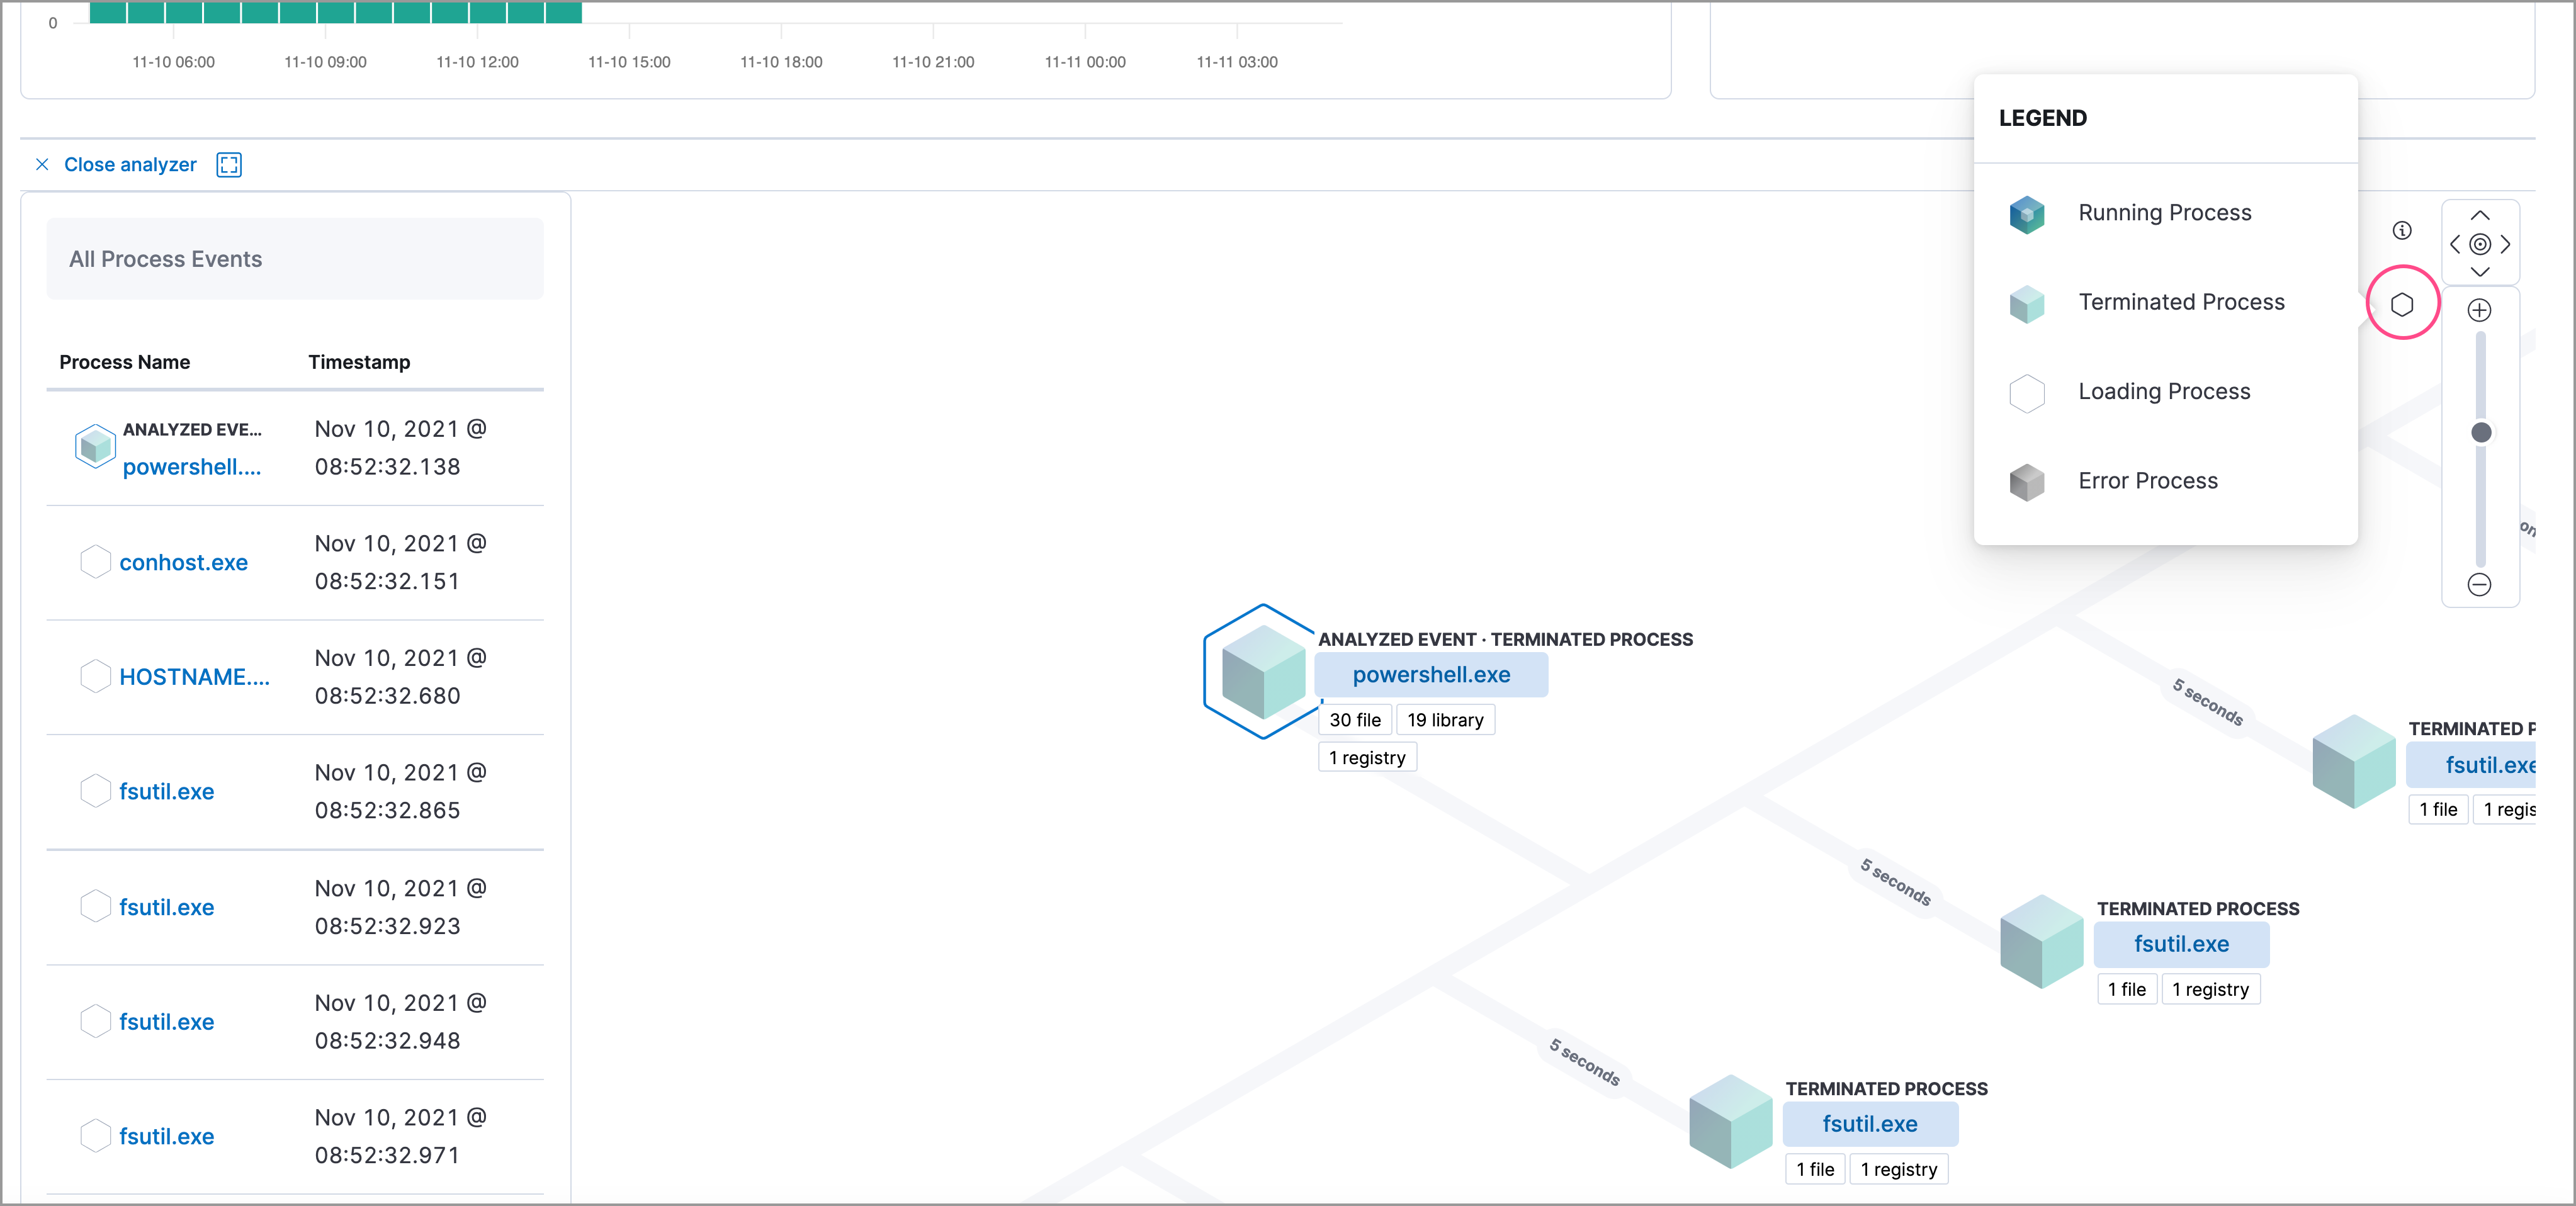 0
11-10 06:00
11-10 09:00
11-10 12:00
11-10 15:00
11-10 18:00
11-10 21:00
11-11 00:00
11-11 03:00
Close analyzer
All Process Events
Process Name
Timestamp
ANALYZED EVE...
powershell....
Nov 10, 2021 @
08:52:32.138
conhost.exe
Nov 10, 2021 @
08:52:32.151
HOSTNAME....
Nov 10, 2021 @
08:52:32.680
fsutil.exe
Nov 10, 2021 @
08:52:32.865
fsutil.exe
Nov 10, 2021 @
08:52:32.923
fsutil.exe
Nov 10, 2021 @
08:52:32.948
fsutil.exe
Nov 10, 2021 @
08:52:32.971
LEGEND
Running Process
Terminated Process
Loading Process
Error Process
ANALYZED EVENT · TERMINATED PROCESS
powershell.exe
30 file
19 library
1 registry
5 seconds
TERMINATED P
fsutil.exe
1 file
1 regis
5 seconds
TERMINATED PROCESS
fsutil.exe
1 file
1 registry
5 seconds
TERMINATED PROCESS
fsutil.exe
1 file
1 registry